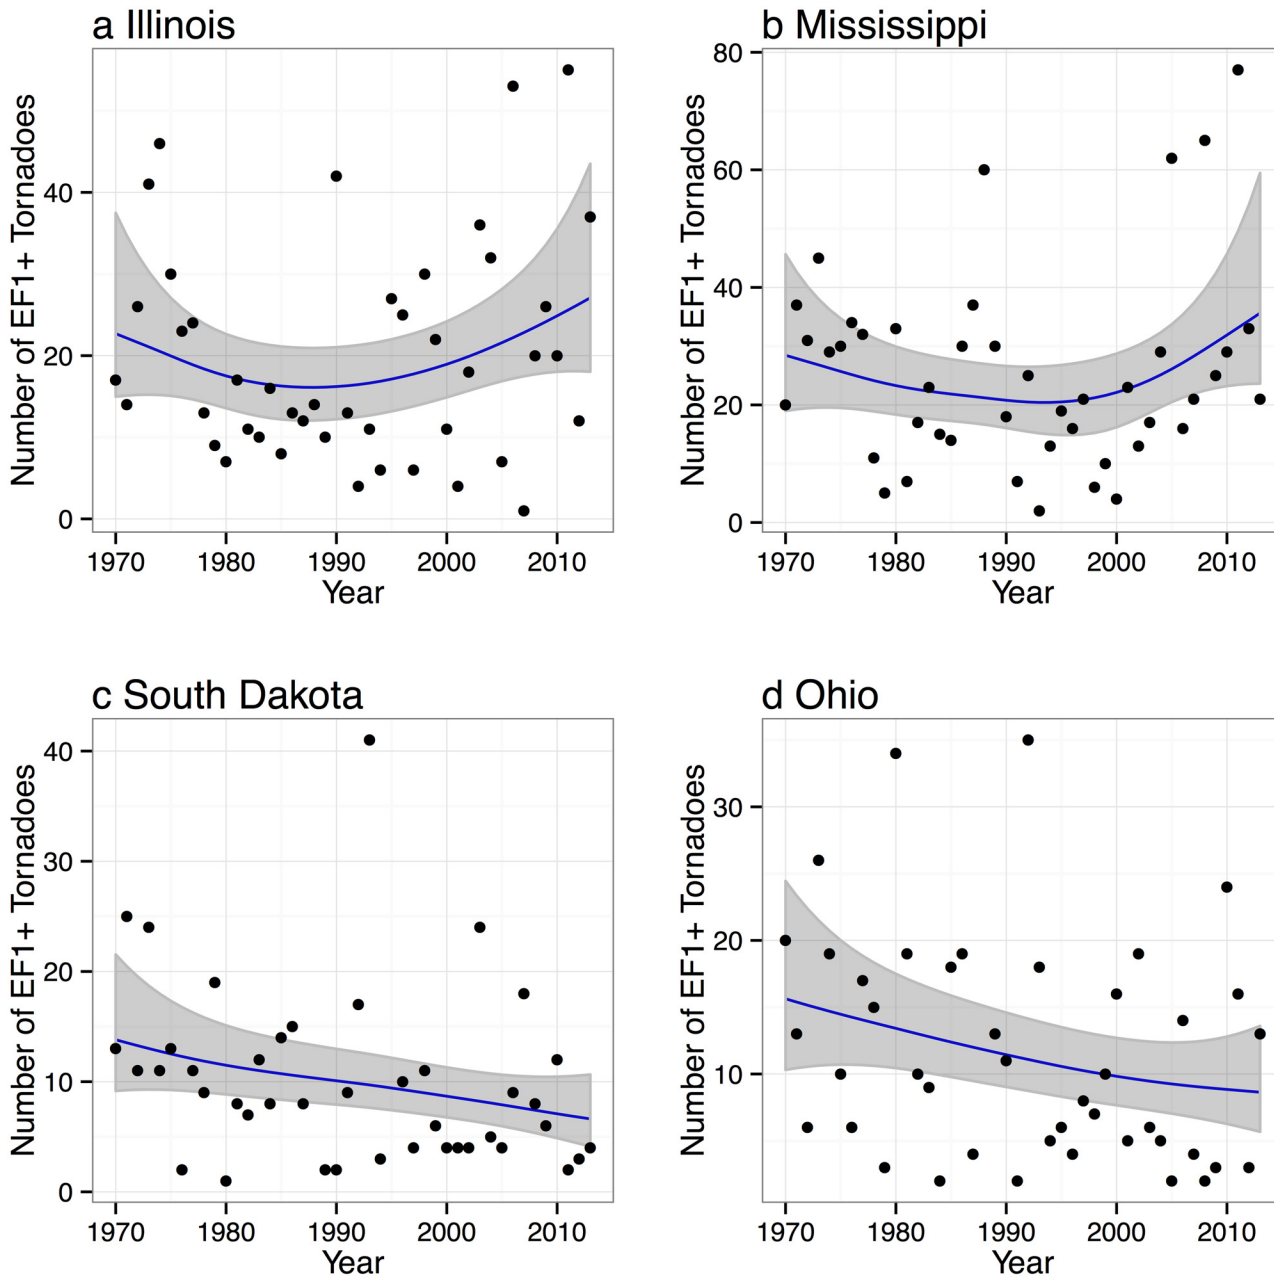 a Illinois
Number of EF1+ Tornadoes
40
20
0
1970 1980 1990 2000 2010
Year
b Mississippi
Number of EF1+ Tornadoes
80
60
40
20
0
1970 1980 1990 2000 2010
Year
c South Dakota
Number of EF1+ Tornadoes
40
30
20
10
0
1970 1980 1990 2000 2010
Year
d Ohio
Number of EF1+ Tornadoes
30
20
10
1970 1980 1990 2000 2010
Year